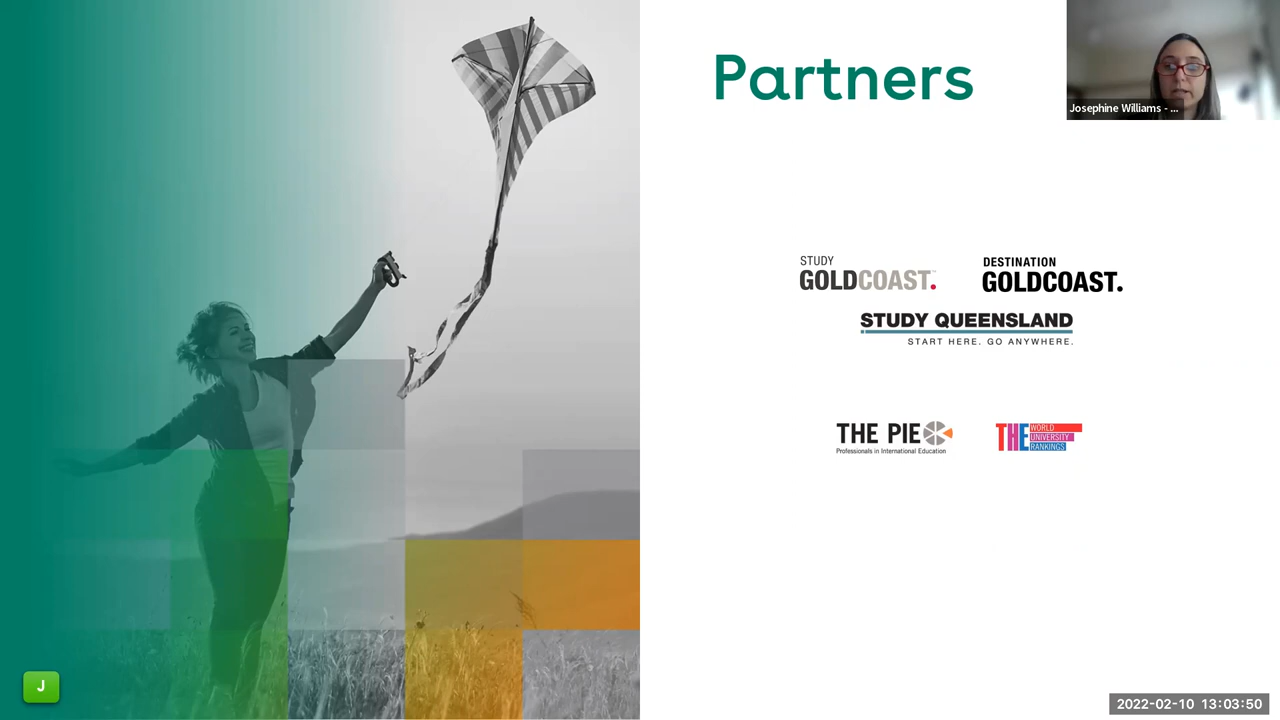 Partners
Josephine Williams - ...
STUDY
GOLDCOAST.
DESTINATION
GOLDCOAST.
STUDY QUEENSLAND
START HERE. GO ANYWHERE.
THE PIE
Professionals in International Education
THE
WORLD
UNIVERSITY
RANKINGS
J
2022-02-10 13:03:50